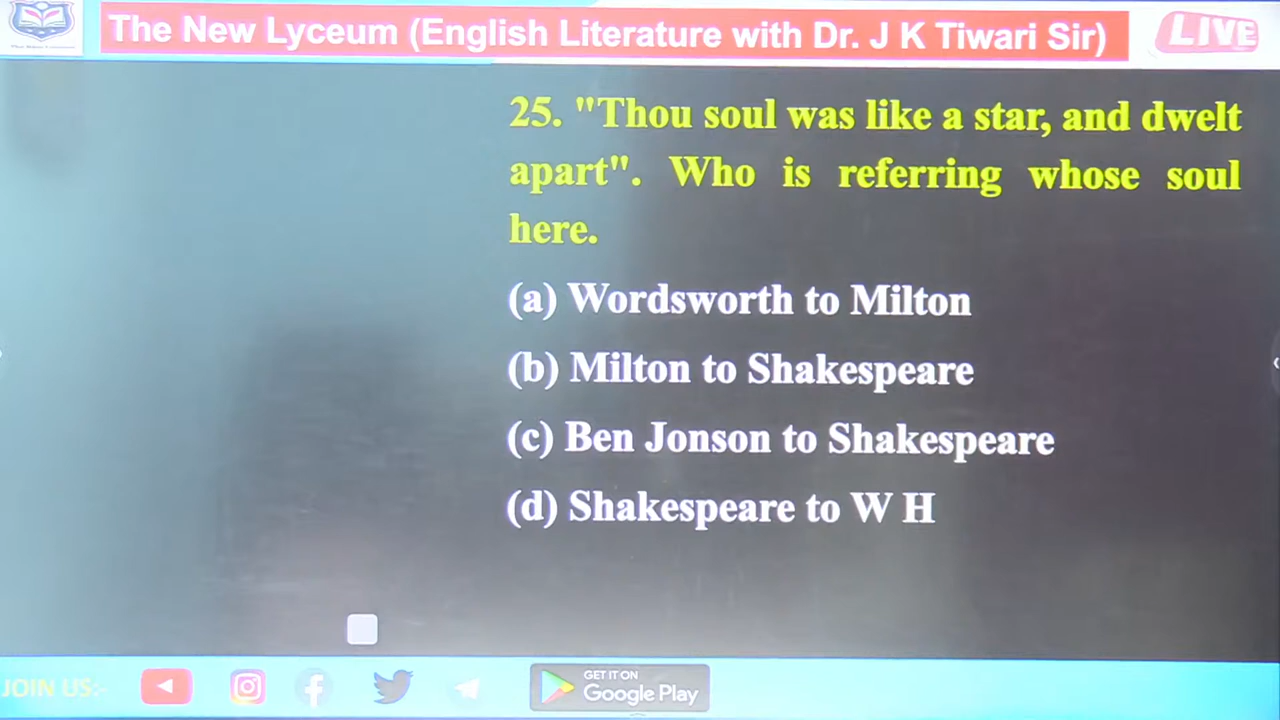 The New Lyceum (English Literature with Dr. J K Tiwari Sir)
LIVE
25. "Thou soul was like a star, and dwelt
apart". Who is referring whose soul
here.
(a) Wordsworth to Milton
(b) Milton to Shakespeare
(c) Ben Jonson to Shakespeare
(d) Shakespeare to W H
JOIN US:-
GET IT ON
Google Play